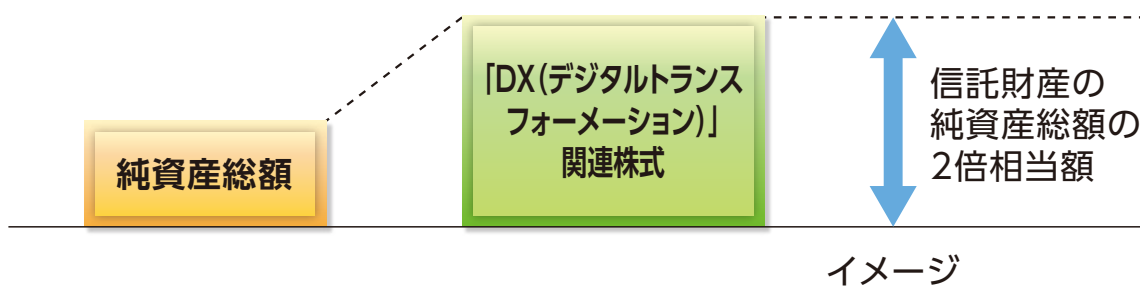 純資産総額
「DX(デジタルトランス
フォーメーション)」
関連株式
信託財産の
純資産総額の
2倍相当額
イメージ